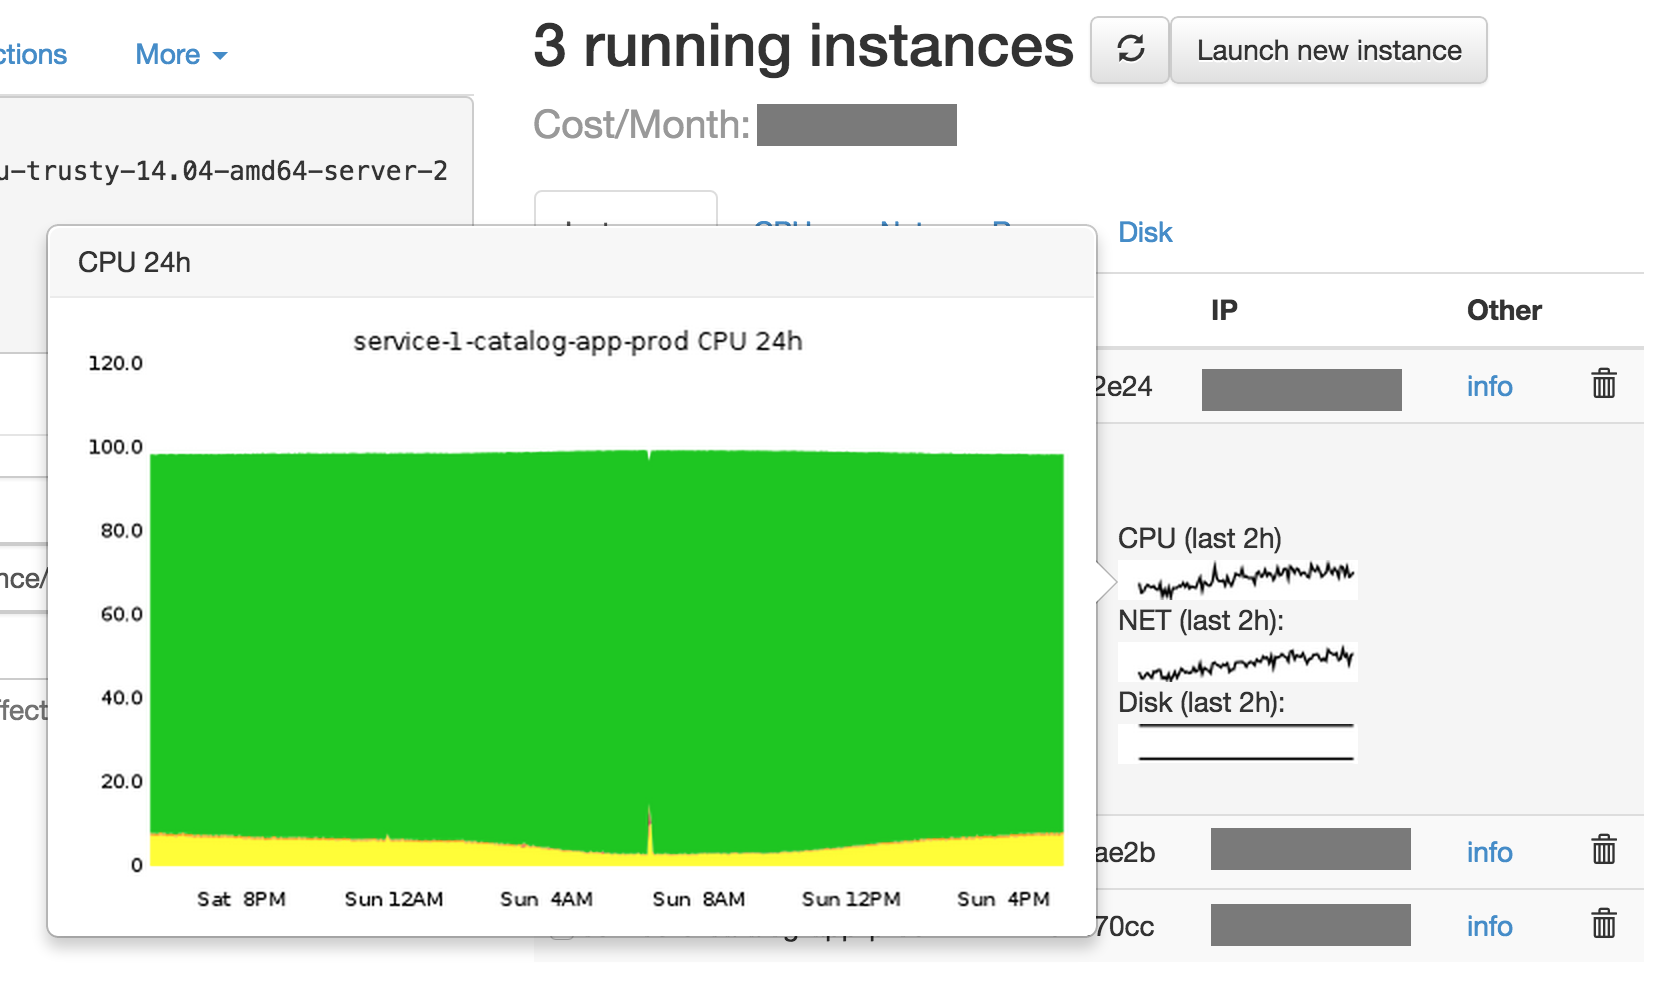 ctions More
3 running instances Launch new instance
Cost/Month:
u-trusty-14.04-amd64-server-2
Disk
CPU 24h
IP Other
service-1-catalog-app-prod CPU 24h
120.0
100.0
80.0
60.0
40.0
20.0
0
Sat 8PM Sun 12AM Sun 4AM Sun 8AM Sun 12PM Sun 4PM
2e24 info
CPU (last 2h)
NET (last 2h):
Disk (last 2h):
nce/
ffect
ae2b info
70cc info